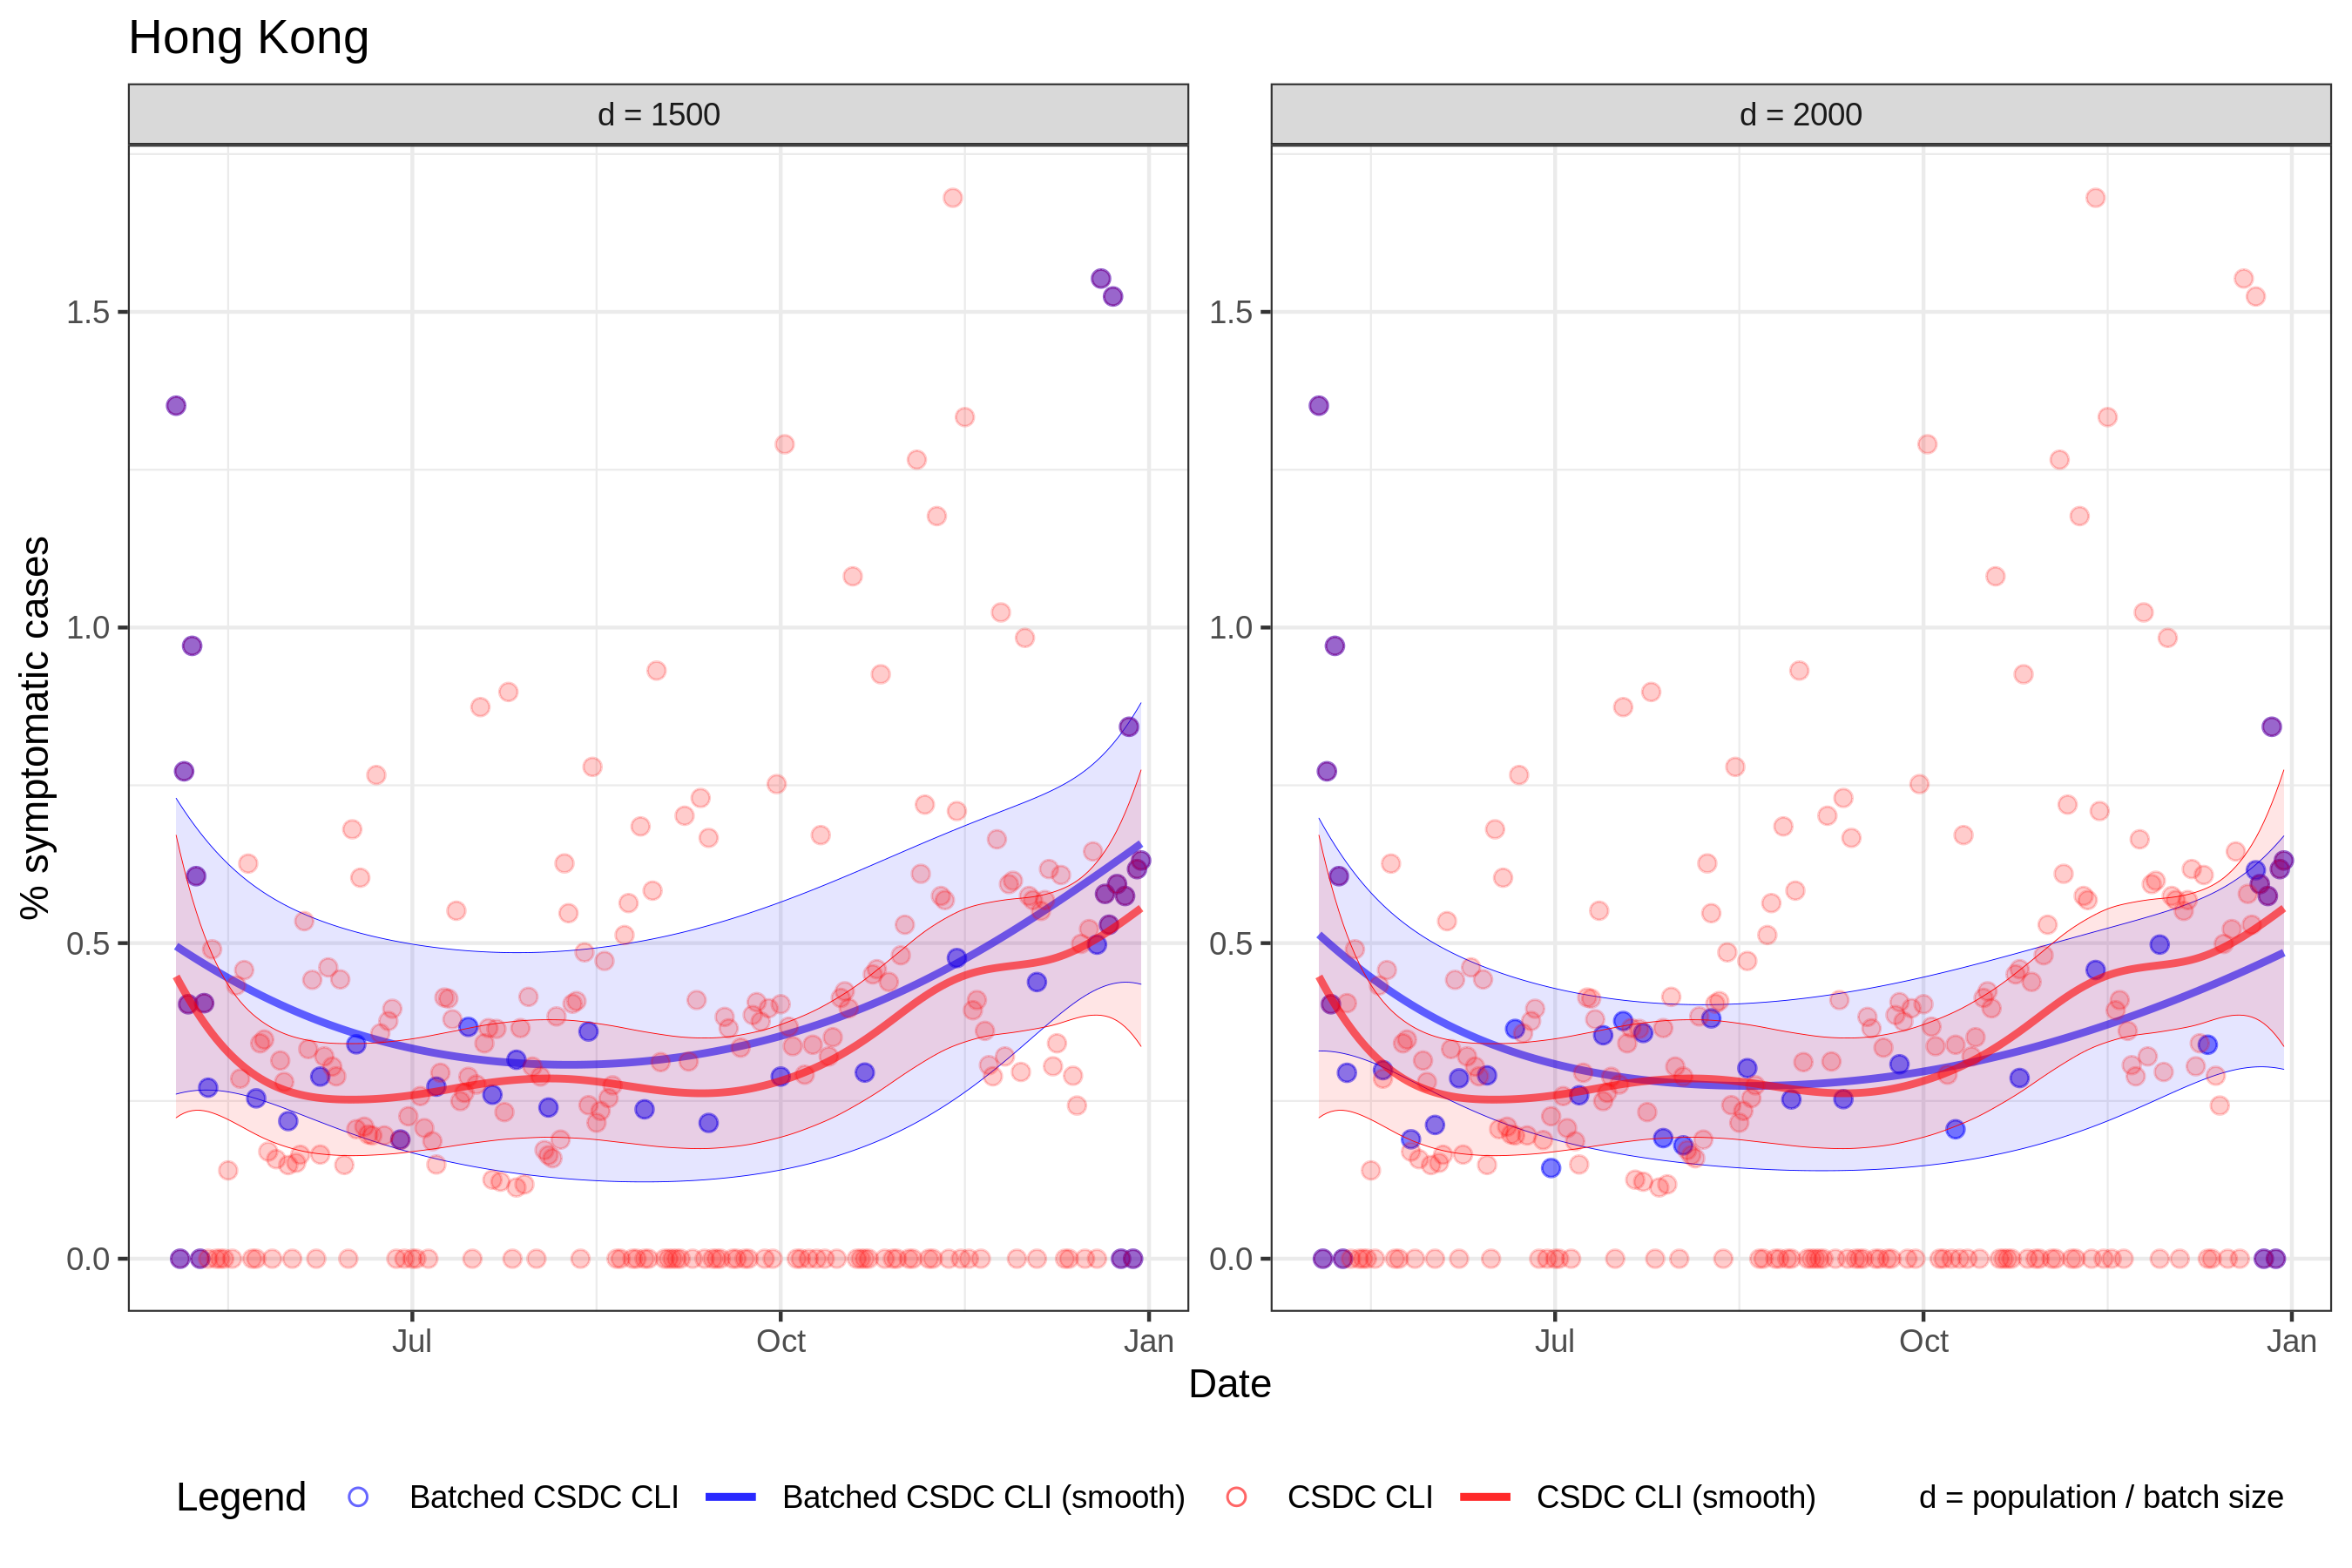 Hong Kong
d = 1500
d = 2000
% symptomatic cases
1.5
1.0
0.5
0.0
1.5
1.0
0.5
0.0
Jul
Oct
Jan
Jul
Oct
Jan
Date
Legend
Batched CSDC CLI
Batched CSDC CLI (smooth)
CSDC CLI
CSDC CLI (smooth)
d = population / batch size